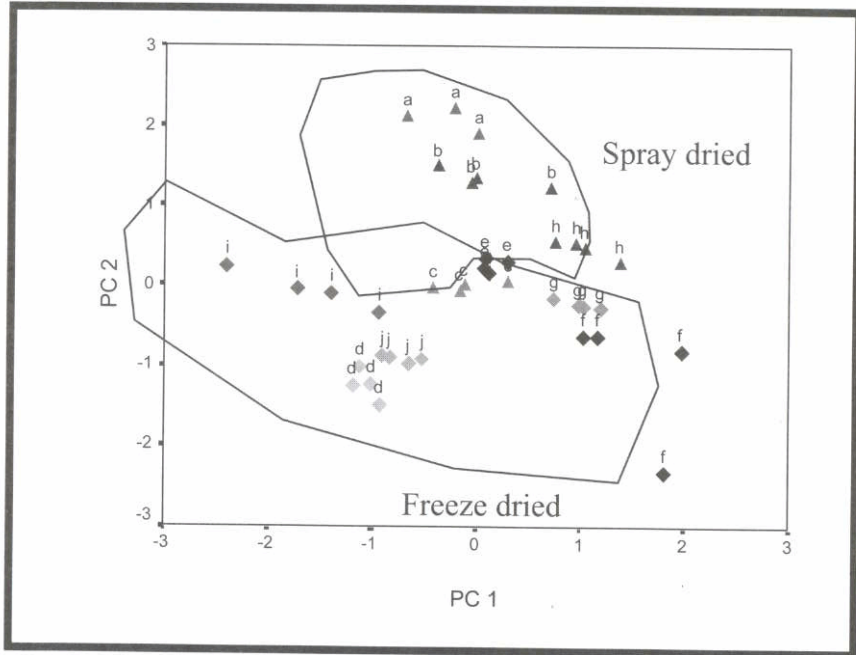 3
2
1
0
-1
-2
-3
PC 2
a a a
b b b b
Spray dried
h h h h
e e
i i i i
c c c
g g g g
f f f f
j j j j
d d d d
Freeze dried
-3 -2 -1 0 1 2 3
PC 1